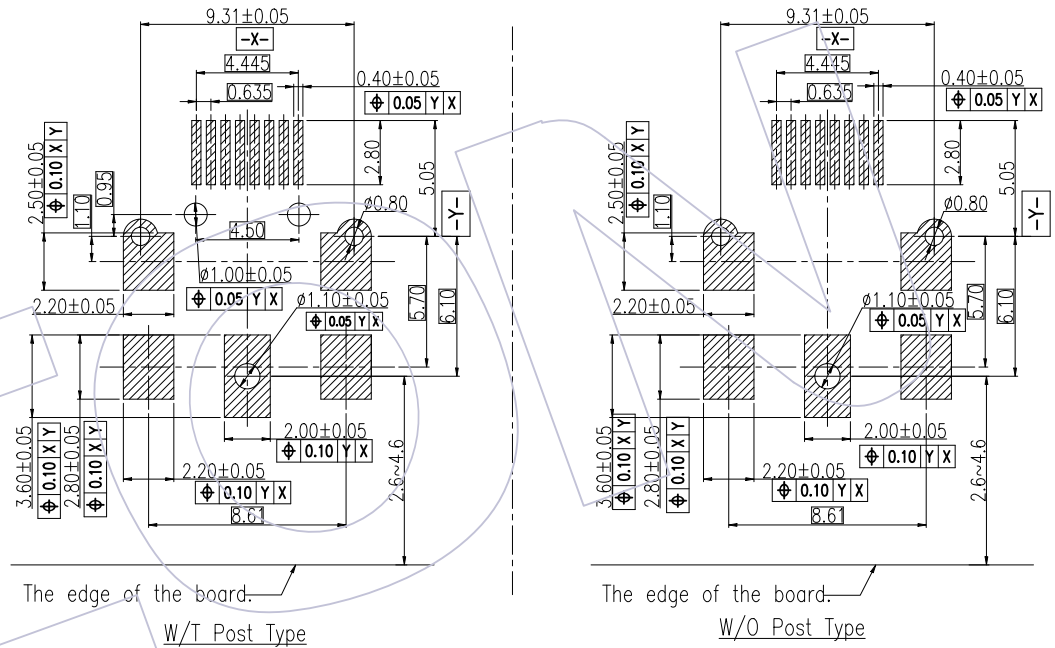 9.31±0.05
-X-
4.445
0.635
0.40±0.05
⌖ 0.05 Y X
2.50±0.05
⌖ 0.10 X Y
1.10
0.95
2.80
5.05
-Y-
ø0.80
4.50
ø1.00±0.05
⌖ 0.05 Y X
ø1.10±0.05
⌖ 0.05 Y X
2.20±0.05
5.70
6.10
3.60±0.05
⌖ 0.10 X Y
2.80±0.05
⌖ 0.10 X Y
2.00±0.05
⌖ 0.10 Y X
2.20±0.05
⌖ 0.10 Y X
8.61
2.6~4.6
The edge of the board.
W/T Post Type
9.31±0.05
-X-
4.445
0.635
0.40±0.05
⌖ 0.05 Y X
2.50±0.05
⌖ 0.10 X Y
1.10
2.80
5.05
-Y-
ø0.80
ø1.10±0.05
⌖ 0.05 Y X
2.20±0.05
5.70
6.10
3.60±0.05
⌖ 0.10 X Y
2.80±0.05
⌖ 0.10 X Y
2.00±0.05
⌖ 0.10 Y X
2.20±0.05
⌖ 0.10 Y X
8.61
2.6~4.6
The edge of the board.
W/O Post Type